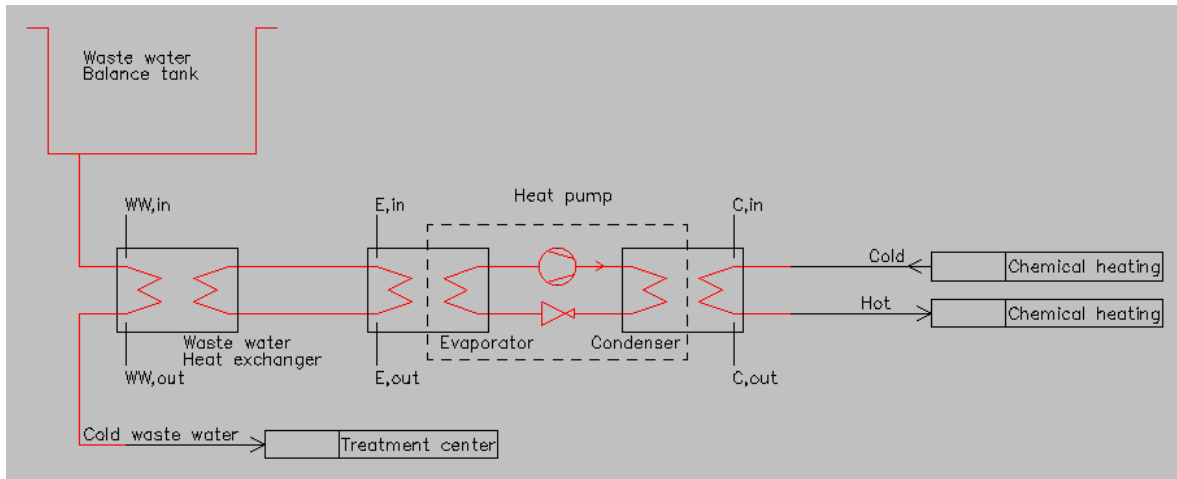 Waste water
Balance tank
Heat pump
WW,in
E,in
C,in
Cold
Chemical heating
Hot
Chemical heating
Waste water
Heat exchanger
Evaporator
Condenser
WW,out
E,out
C,out
Cold waste water
Treatment center